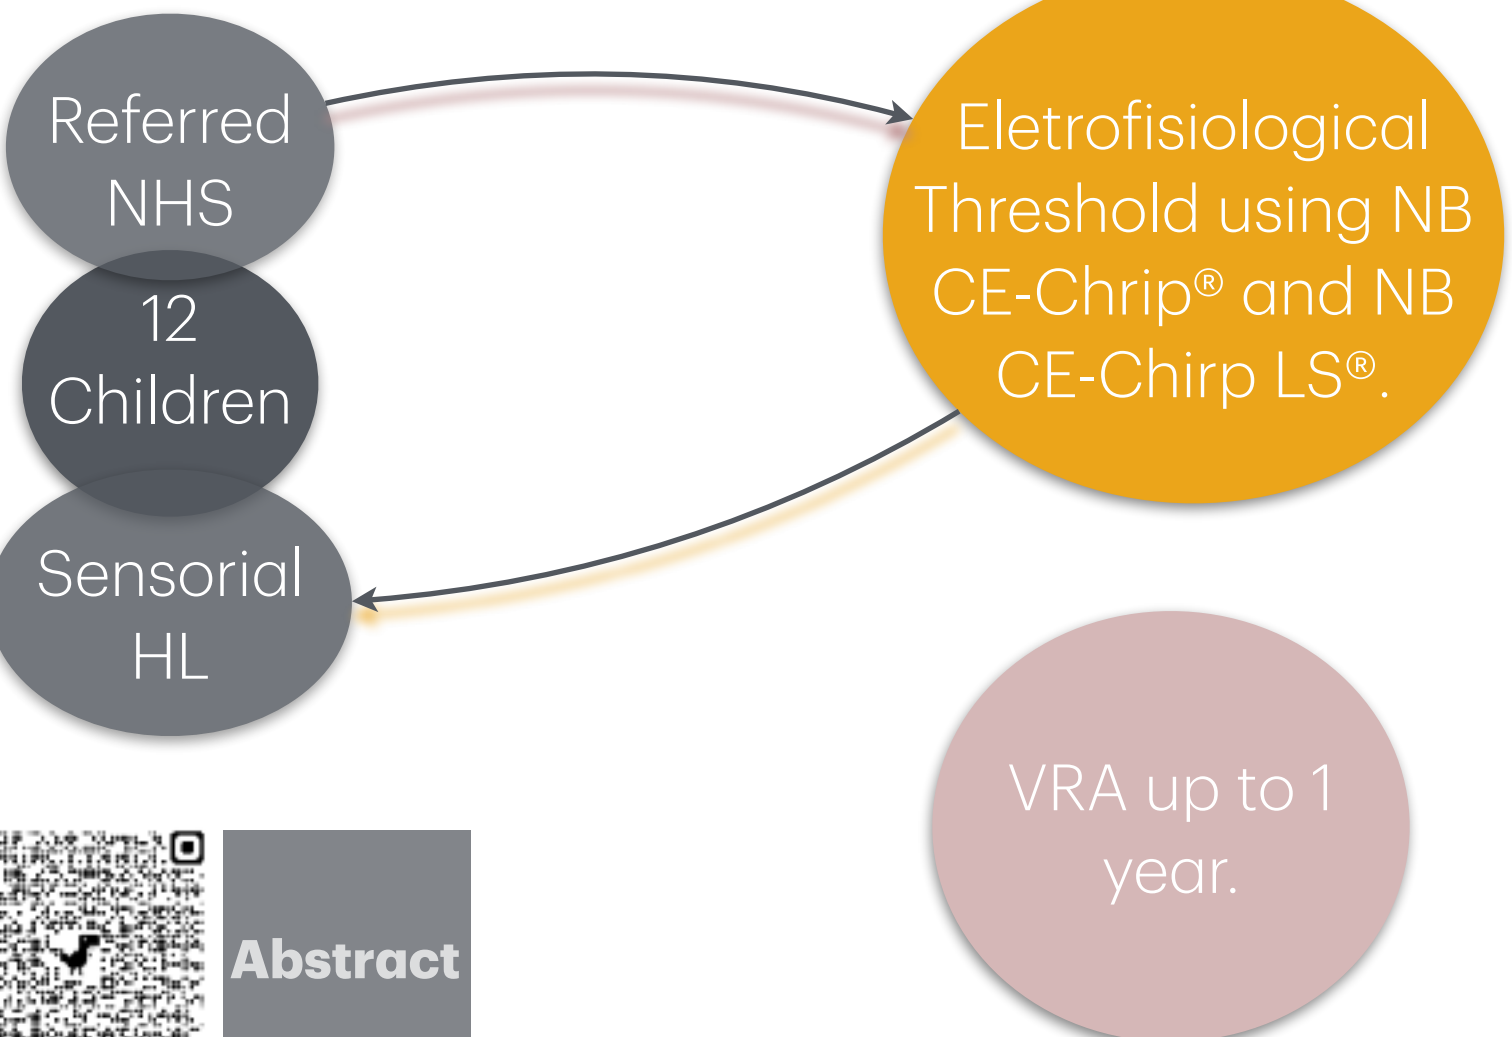 Referred
NHS
12
Children
Sensorial
HL
Eletrofisiological
Threshold using NB
CE-Chrip® and NB
CE-Chirp LS®.
VRA up to 1
year.
Abstract